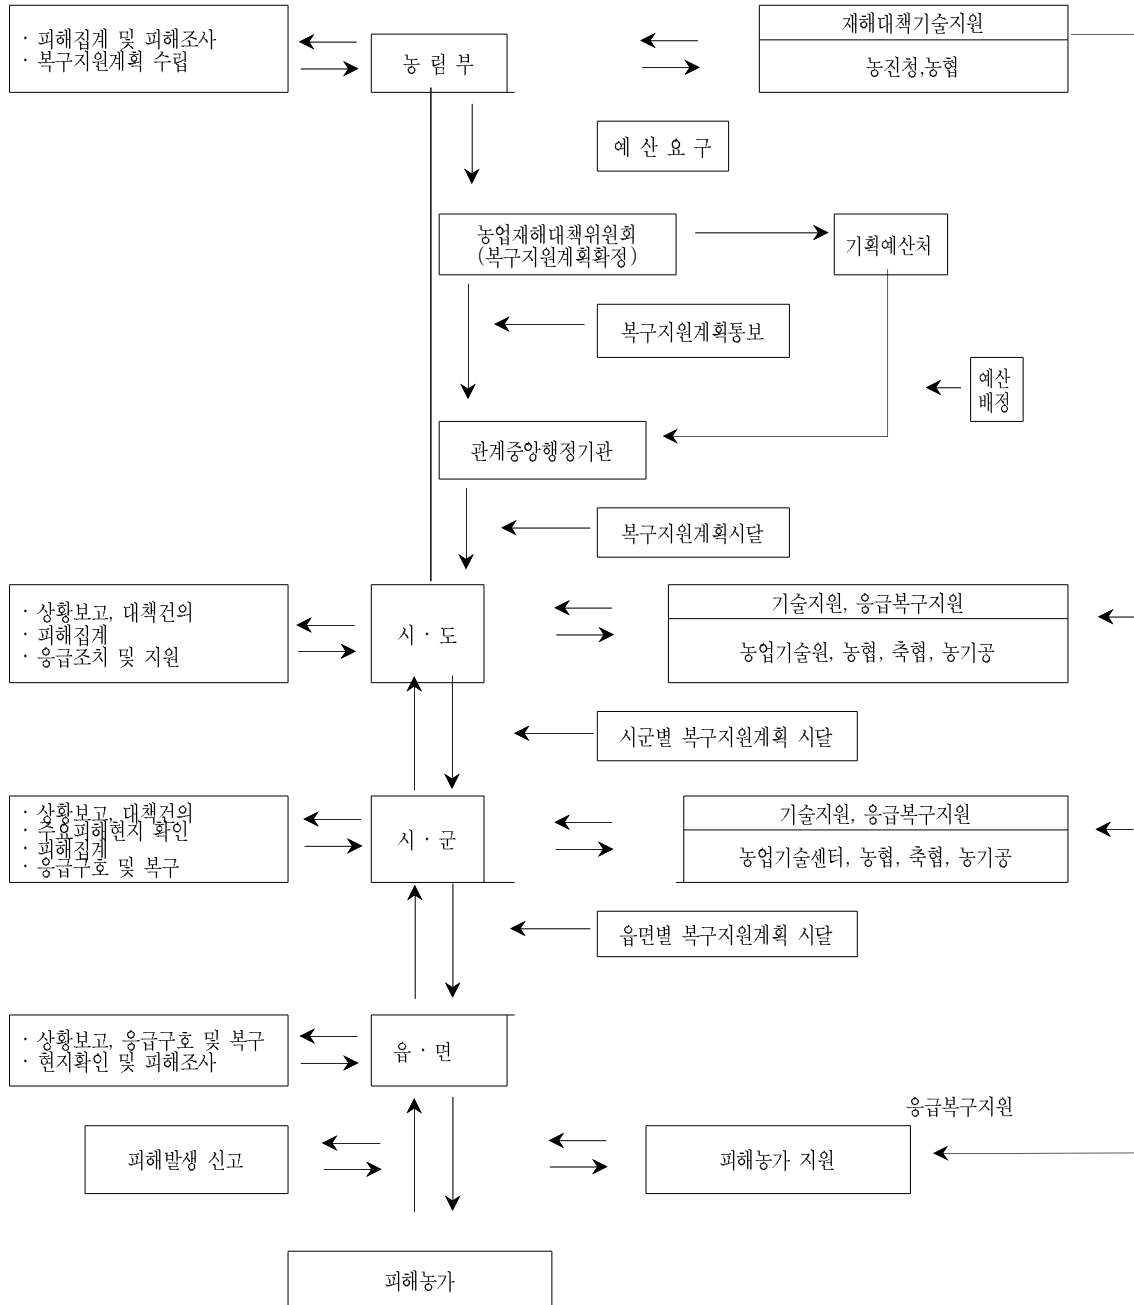 · 피해집계 및 피해조사
· 복구지원계획 수립
농 림 부
재해대책기술지원
농진청,농협
예 산 요 구
농업재해대책위원회
(복구지원계획확정)
기획예산처
복구지원계획통보
예산
배정
관계중앙행정기관
복구지원계획시달
· 상황보고, 대책건의
· 피해집계
· 응급조치 및 지원
시 · 도
기술지원, 응급복구지원
농업기술원, 농협, 축협, 농기공
시군별 복구지원계획 시달
· 상황보고, 대책건의
· 주요피해현지 확인
· 피해집계
· 응급구호 및 복구
시 · 군
기술지원, 응급복구지원
농업기술센터, 농협, 축협, 농기공
읍면별 복구지원계획 시달
· 상황보고, 응급구호 및 복구
· 현지확인 및 피해조사
읍 · 면
응급복구지원
피해발생 신고
피해농가 지원
피해농가